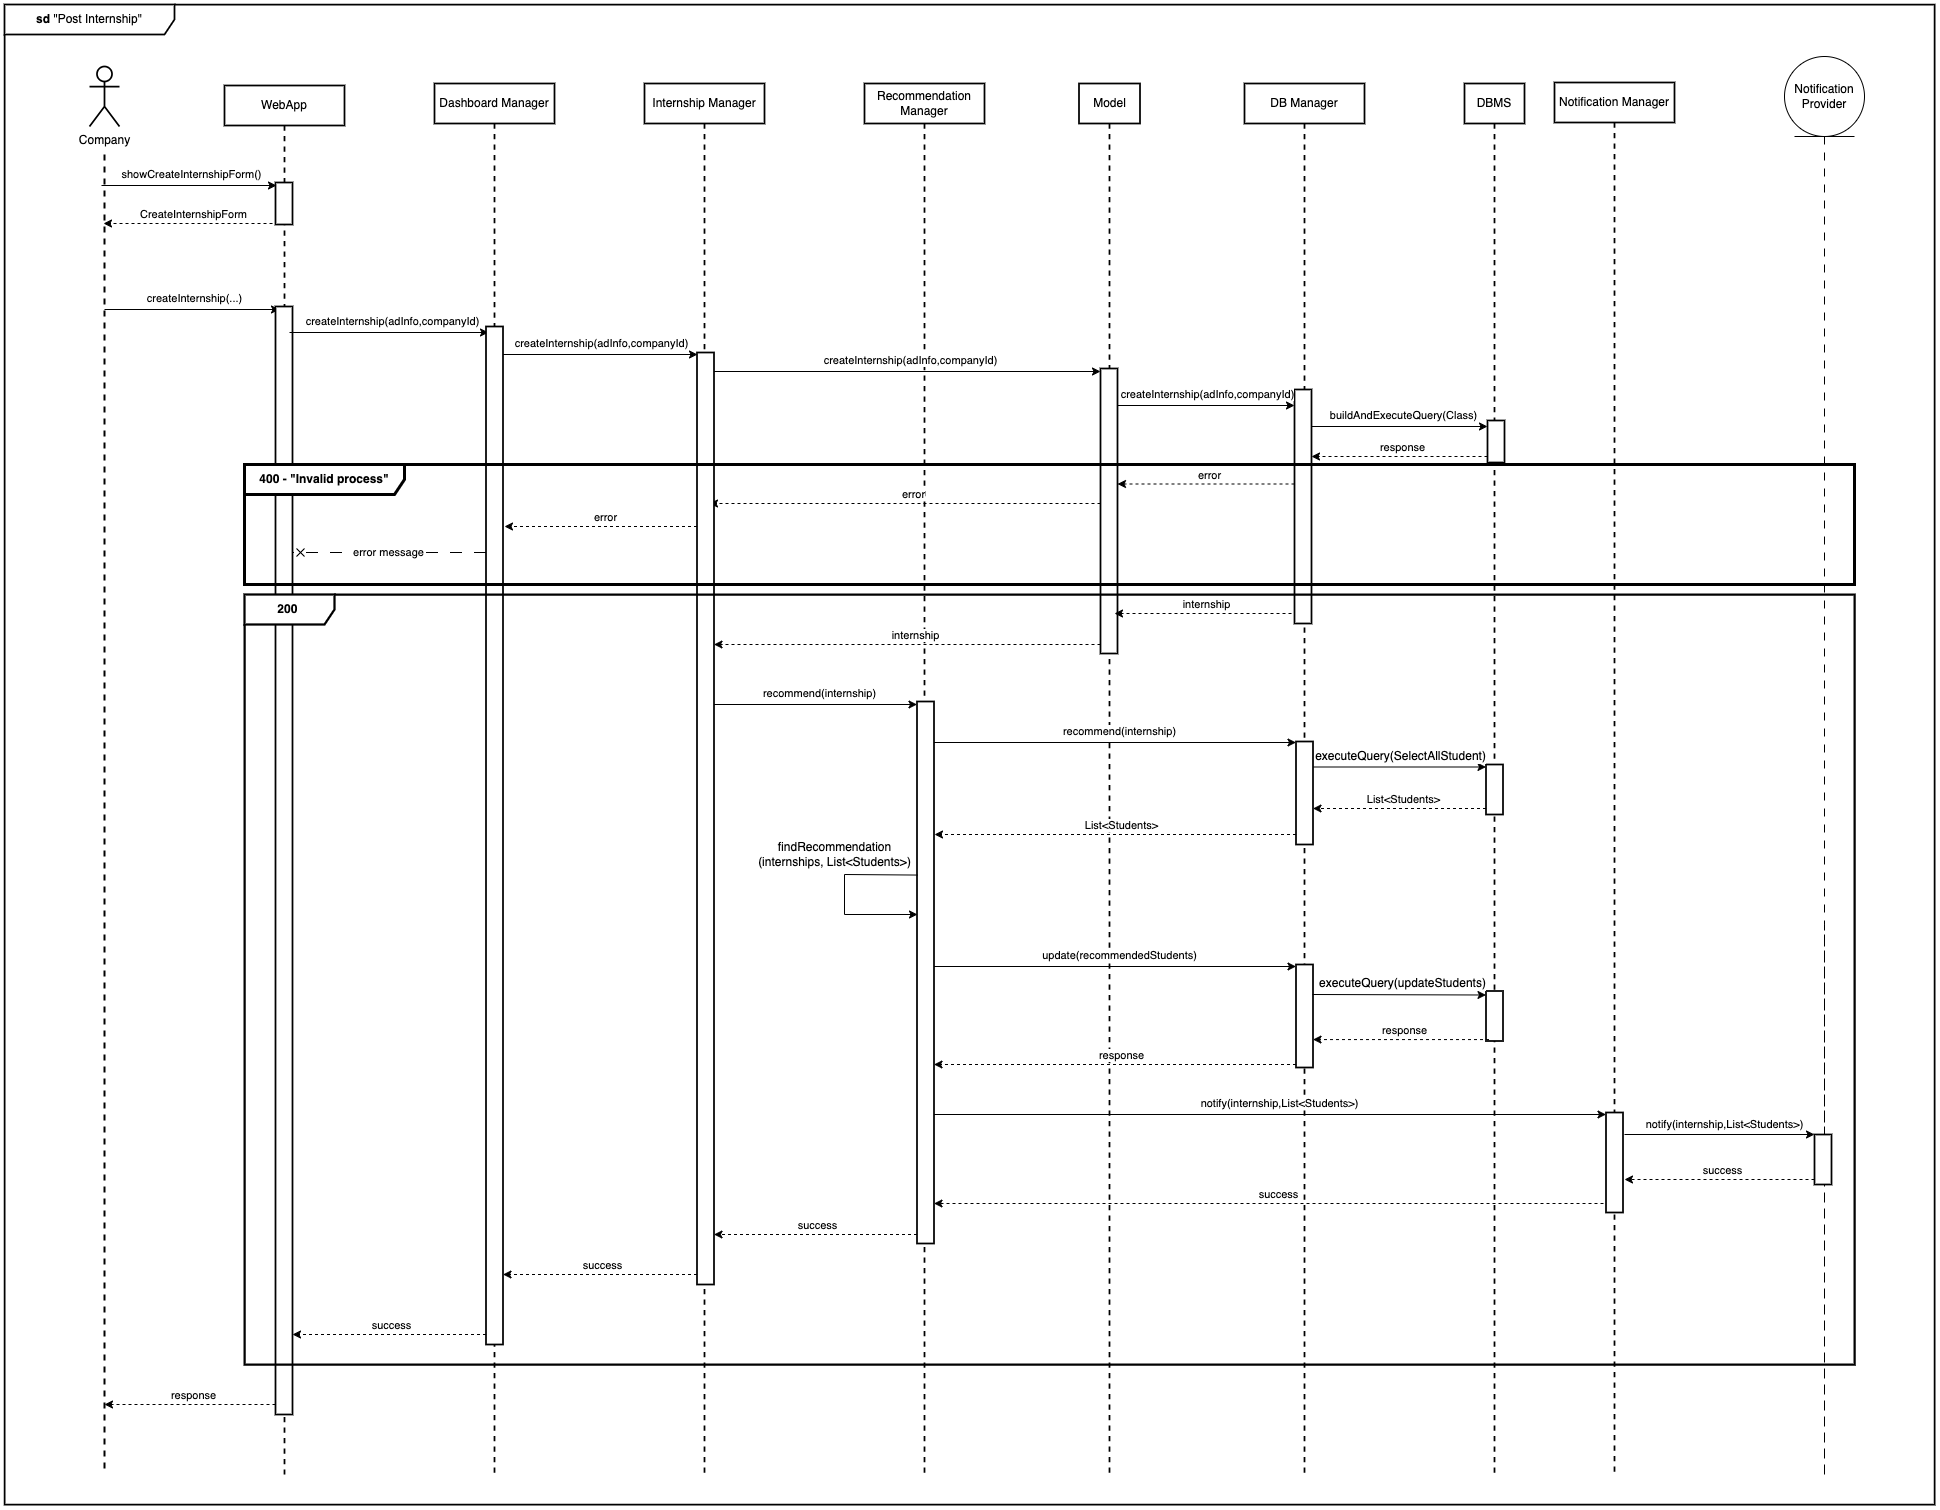 sd "Post Internship"
Company
WebApp
Dashboard Manager
Internship Manager
Recommendation
Manager
Model
DB Manager
DBMS
Notification Manager
Notification
Provider
showCreateInternshipForm()
CreateInternshipForm
createInternship(...)
createInternship(adInfo,companyId)
createInternship(adInfo,companyId)
createInternship(adInfo,companyId)
createInternship(adInfo,companyId)
buildAndExecuteQuery(Class)
response
400 - "Invalid process"
error
error
error
error message
200
internship
internship
recommend(internship)
recommend(internship)
executeQuery(SelectAllStudent)
List<Students>
List<Students>
findRecommendation
(internships, List<Students>)
update(recommendedStudents)
executeQuery(updateStudents)
response
response
notify(internship,List<Students>)
notify(internship,List<Students>)
success
success
success
success
success
response